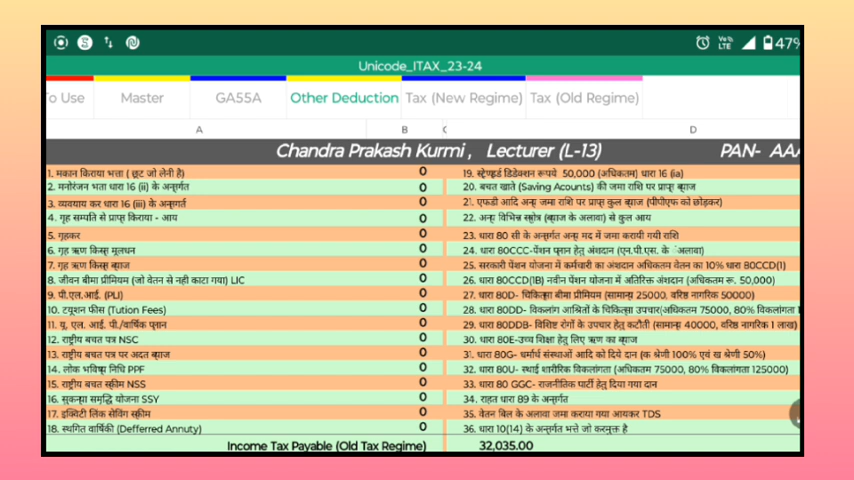 47%
Unicode_ITAX_23-24
To Use Master GA55A Other Deduction Tax (New Regime) Tax (Old Regime)
A B C D
Chandra Prakash Kurmi , Lecturer (L-13) PAN- AAA
1. मकान किराया भत्ता ( छूट जो लेनी है) 0 19. स्टेण्डर्ड डिडेक्शन रूपये 50,000 (अधिकतम) धारा 16 (ia)
2. मनोरंजन भता धारा 16 (ii) के अन्तर्गत 0 20. बचत खाते (Saving Acounts) की जमा राशि पर प्राप्त ब्याज
3. व्यवयाय कर धारा 16 (iii) के अन्तगर्त 0 21. एफडी आदि अन्य जमा राशि पर प्राप्त कुल ब्याज (पीपीएफ को छोड़कर)
4. गृह सम्पति से प्राप्त किराया - आय 0 22. अन्य विभिन्न स्त्रोत (ब्याज के अलावा) से कुल आय
5. गृहकर 0 23. धारा 80 सी के अन्तर्गत अन्य मद में जमा करायी गयी राशि
6. गृह ऋण किस्त मूलधन 0 24. धारा 80CCC-पेंशन प्लान हेतु अंशदान (एन.पी.एस. के अलावा)
7. गृह ऋण किस्त ब्याज 0 25. सरकारी पेंशन योजना में कर्मचारी का अंशदान अधिकतम वेतन का 10% धारा 80CCD(1)
8. जीवन बीमा प्रीमियम (जो वेतन से नही काटा गया) LIC 0 26. धारा 80CCD(1B) नवीन पेंशन योजना में अतिरिक्त अंशदान (अधिकतम रू. 50,000)
9. पी.एल.आई. (PLI) 0 27. धारा 80D- चिकित्सा बीमा प्रीमियम (सामान्य 25000, वरिष्ठ नागरिक 50000)
10. ट्यूशन फीस (Tution Fees) 0 28. धारा 80DD- विकलांग आश्रितों के चिकित्सा उपचार(अधिकतम 75000, 80% विकलांगता
11. यू. एल. आई. पी./वार्षिक प्लान 0 29. धारा 80DDB- विशिष्ट रोगों के उपचार हेतु कटौती (सामान्य 40000, वरिष्ठ नागरिक 1 लाख)
12. राष्ट्रीय बचत पत्र NSC 0 30. धारा 80E-उच्च शिक्षा हेतु लिए ऋण का ब्याज
13. राष्ट्रीय बचत पत्र पर अदत ब्याज 0 31. धारा 80G- धर्मार्थ संस्थाओं आदि को दिये दान (क श्रेणी 100% एवं ख श्रेणी 50%)
14. लोक भविष्य निधि PPF 0 32. धारा 80U- स्थाई शारीरिक विकलांगता (अधिकतम 75000, 80% विकलांगता 125000)
15. राष्ट्रीय बचत स्कीम NSS 0 33. धारा 80 GGC- राजनीतिक पार्टी हेतु दिया गया दान
16. सुकन्या समृद्धि योजना SSY 0 34. राहत धारा 89 के अन्तर्गत
17. इक्विटी लिंक सेविंग स्कीम 0 35. वेतन बिल के अलावा जमा कराया गया आयकर TDS
18. स्थगित वार्षिकी (Defferred Annuty) 0 36. धारा 10(14) के अन्तर्गत भत्ते जो करमुक्त है
Income Tax Payable (Old Tax Regime) 32,035.00